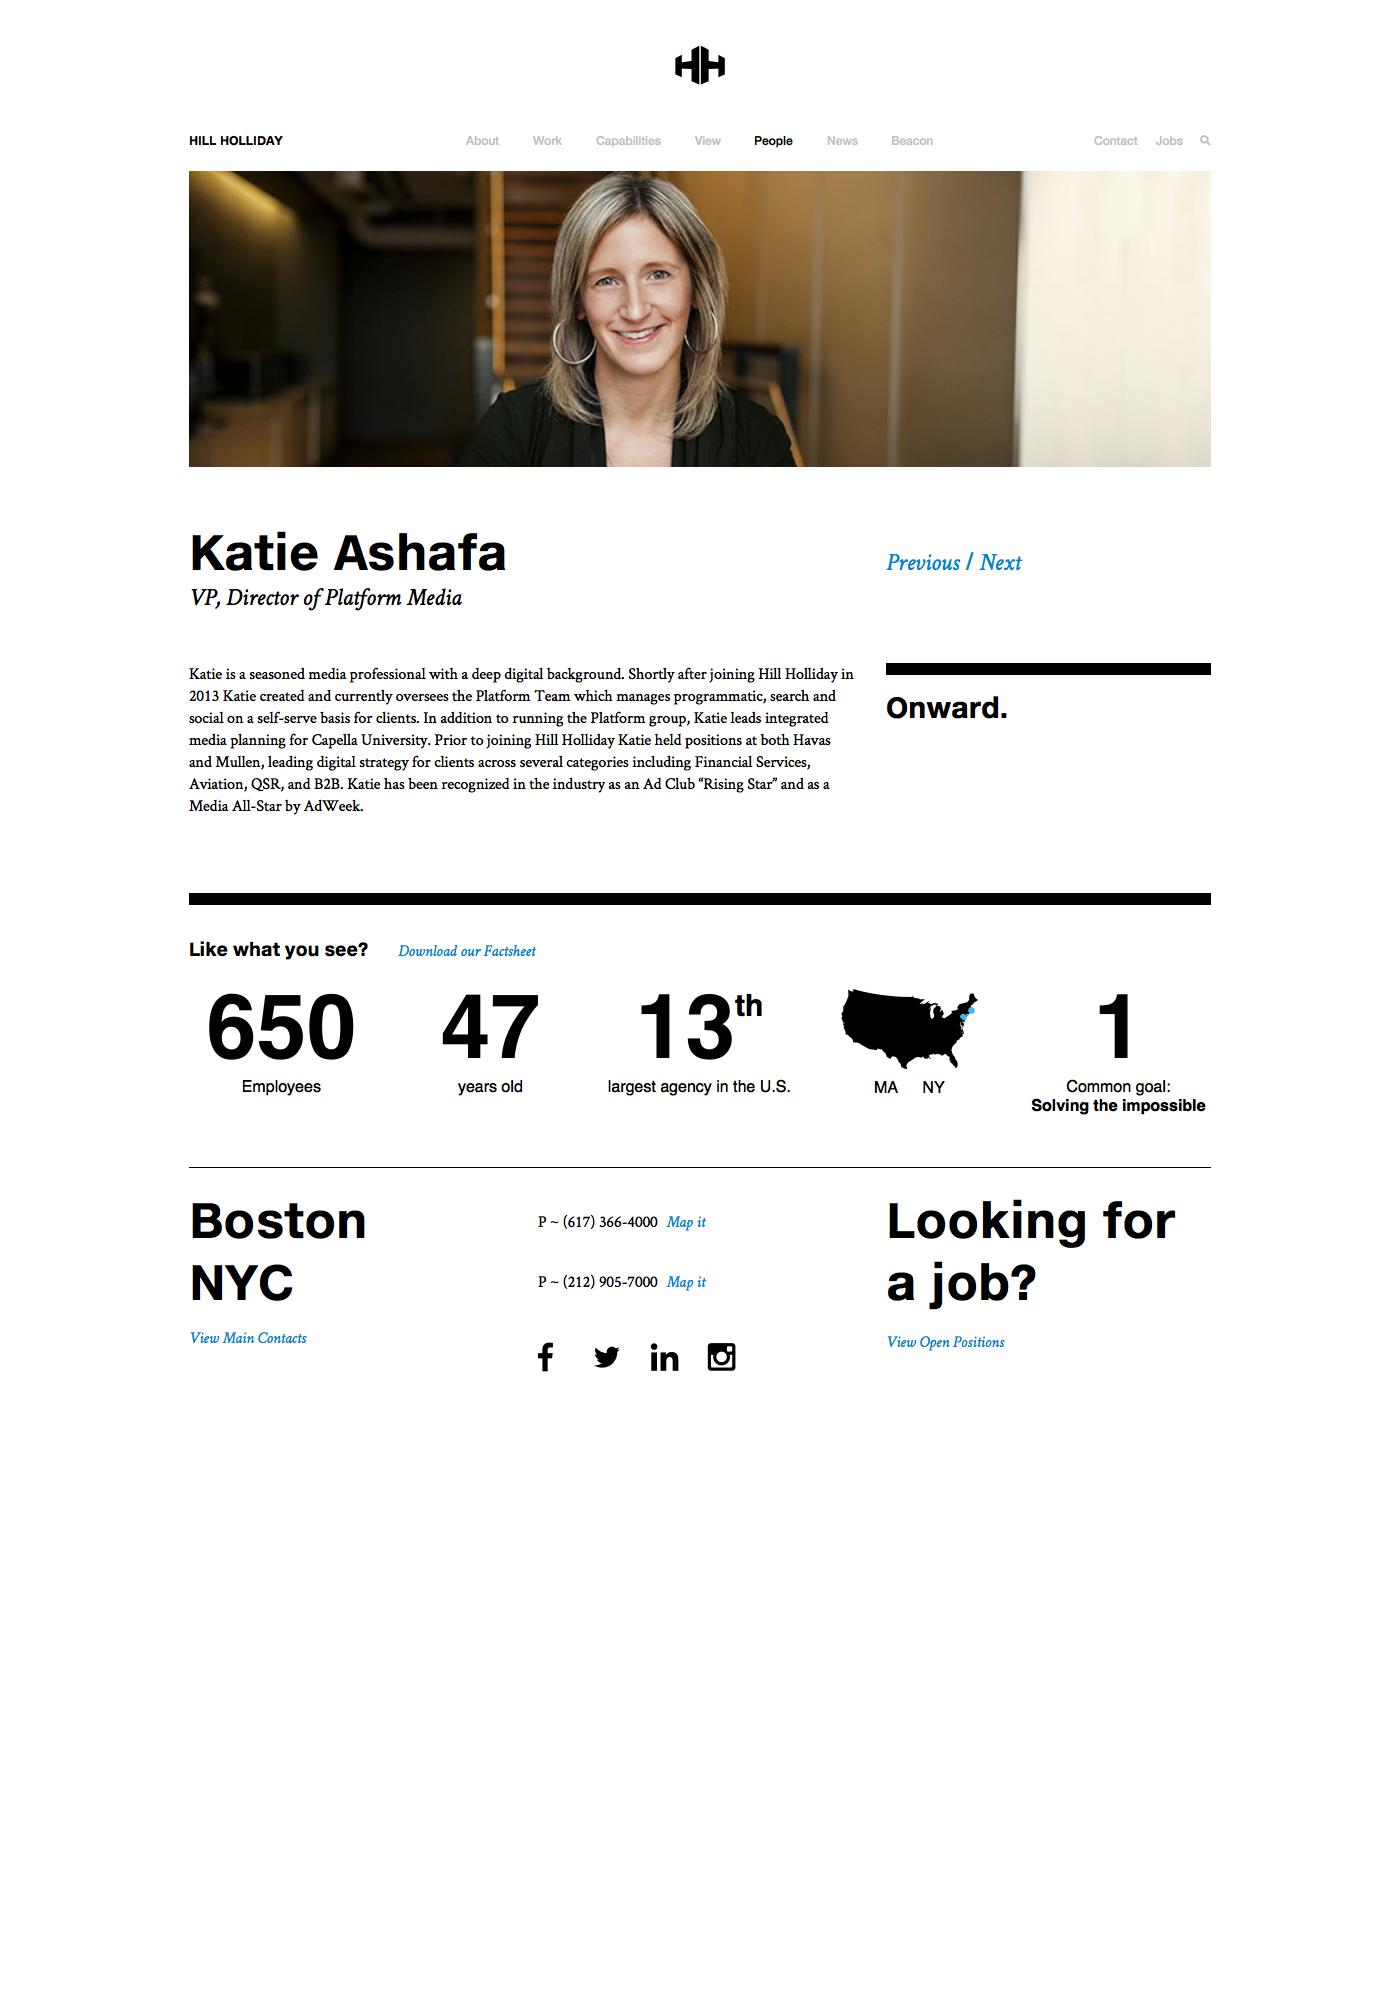 HILL HOLLIDAY
About Work Capabilities View People News Beacon
Contact Jobs
Katie Ashafa
VP, Director of Platform Media
Previous / Next
Katie is a seasoned media professional with a deep digital background. Shortly after joining Hill Holliday in
2013 Katie created and currently oversees the Platform Team which manages programmatic, search and
social on a self-serve basis for clients. In addition to running the Platform group, Katie leads integrated
media planning for Capella University. Prior to joining Hill Holliday Katie held positions at both Havas
and Mullen, leading digital strategy for clients across several categories including Financial Services,
Aviation, QSR, and B2B. Katie has been recognized in the industry as an Ad Club “Rising Star” and as a
Media All-Star by AdWeek.
Onward.
Like what you see? Download our Factsheet
650
Employees
47
years old
13th
largest agency in the U.S.
MA NY
1
Common goal:
Solving the impossible
Boston
NYC
View Main Contacts
P ~ (617) 366-4000 Map it
P ~ (212) 905-7000 Map it
Looking for
a job?
View Open Positions